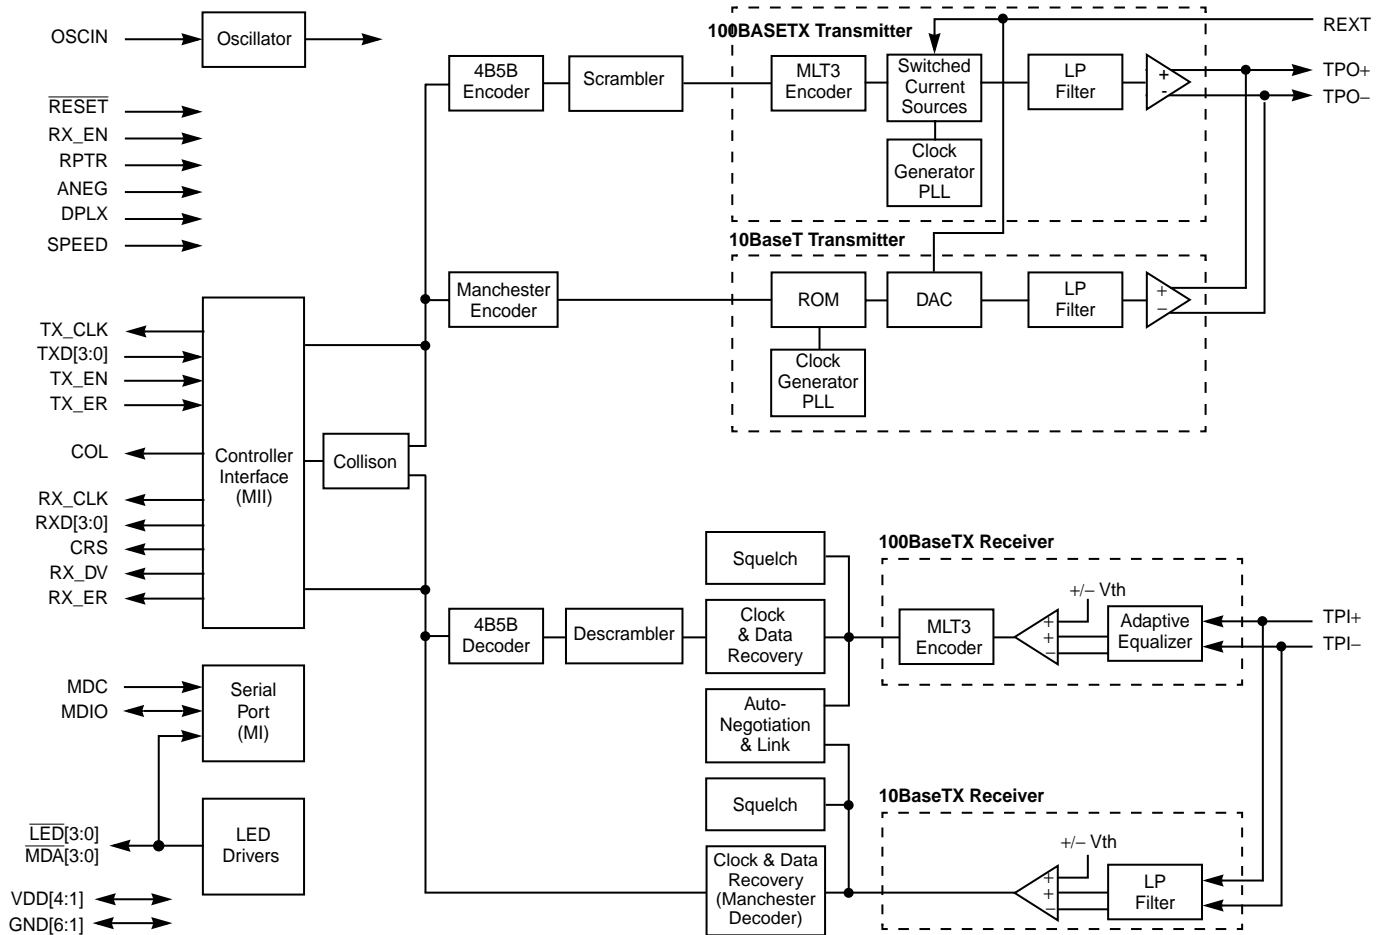 OSCIN
Oscillator
RESET
RX_EN
RPTR
ANEG
DPLX
SPEED
100BASETX Transmitter
REXT
4B5B
Encoder
Scrambler
MLT3
Encoder
Switched
Current
Sources
LP
Filter
+
-
TPO+
TPO−
Clock
Generator
PLL
10BaseT Transmitter
Manchester
Encoder
ROM
DAC
LP
Filter
+
−
Clock
Generator
PLL
TX_CLK
TXD[3:0]
TX_EN
TX_ER
COL
RX_CLK
RXD[3:0]
CRS
RX_DV
RX_ER
Controller
Interface
(MII)
Collison
100BaseTX Receiver
Squelch
4B5B
Decoder
Descrambler
Clock
& Data
Recovery
MLT3
Encoder
+/− Vth
+
+
−
Adaptive
Equalizer
TPI+
TPI−
Auto-
Negotiation
& Link
MDC
MDIO
Serial
Port
(MI)
Squelch
10BaseTX Receiver
LED[3:0]
MDA[3:0]
LED
Drivers
Clock & Data
Recovery
(Manchester
Decoder)
+/− Vth
+
+
−
LP
Filter
VDD[4:1]
GND[6:1]